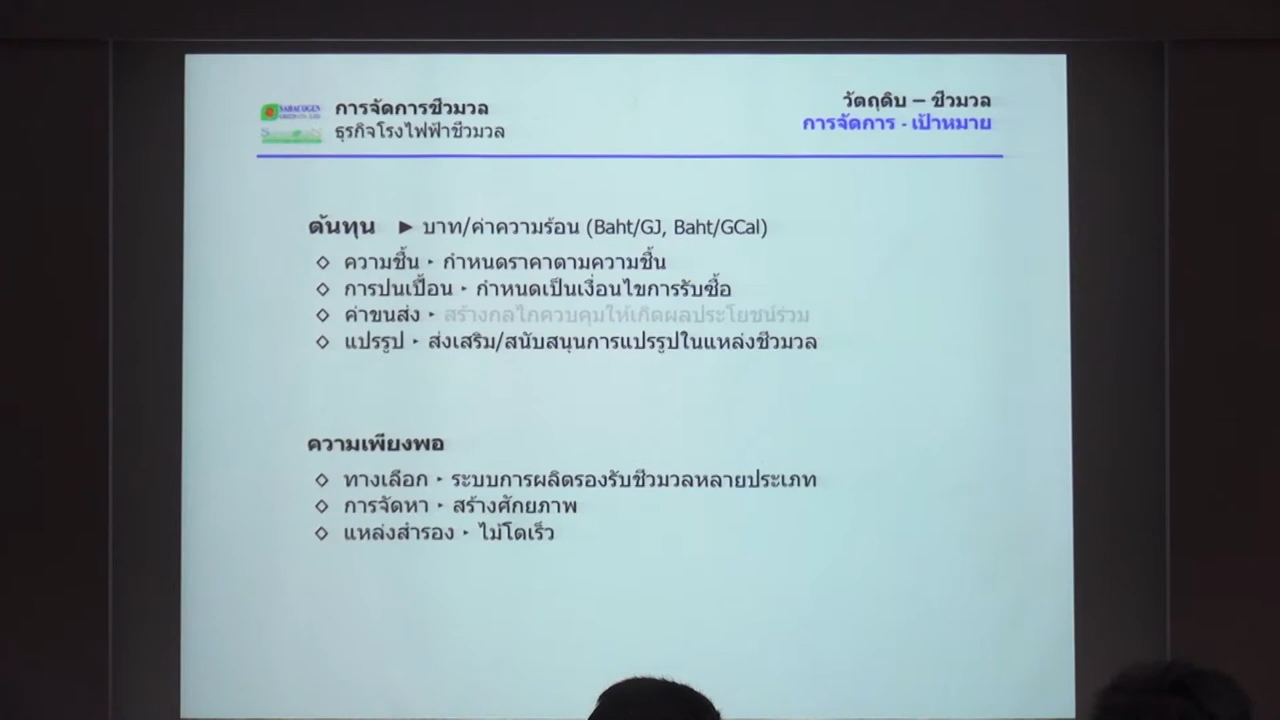 SAHACOGEN
GREEN CO.,LTD.
การจัดการชีวมวล
ธุรกิจโรงไฟฟ้าชีวมวล
วัตถุดิบ – ชีวมวล
การจัดการ - เป้าหมาย
ต้นทุน ► บาท/ค่าความร้อน (Baht/GJ, Baht/GCal)
◇ ความชื้น ‣ กำหนดราคาตามความชื้น
◇ การปนเปื้อน ‣ กำหนดเป็นเงื่อนไขการรับซื้อ
◇ ค่าขนส่ง ‣ สร้างกลไกควบคุมให้เกิดผลประโยชน์ร่วม
◇ แปรรูป ‣ ส่งเสริม/สนับสนุนการแปรรูปในแหล่งชีวมวล
ความเพียงพอ
◇ ทางเลือก ‣ ระบบการผลิตรองรับชีวมวลหลายประเภท
◇ การจัดหา ‣ สร้างศักยภาพ
◇ แหล่งสำรอง ‣ ไม้โตเร็ว